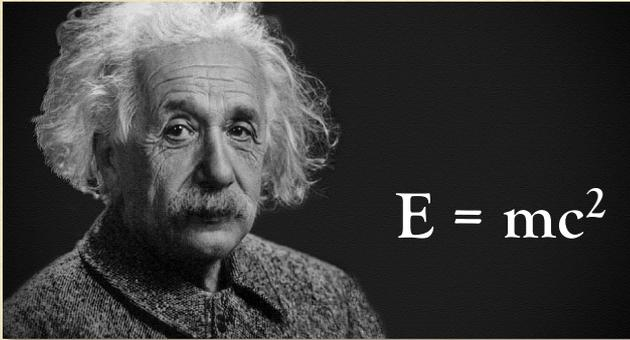 E = mc²